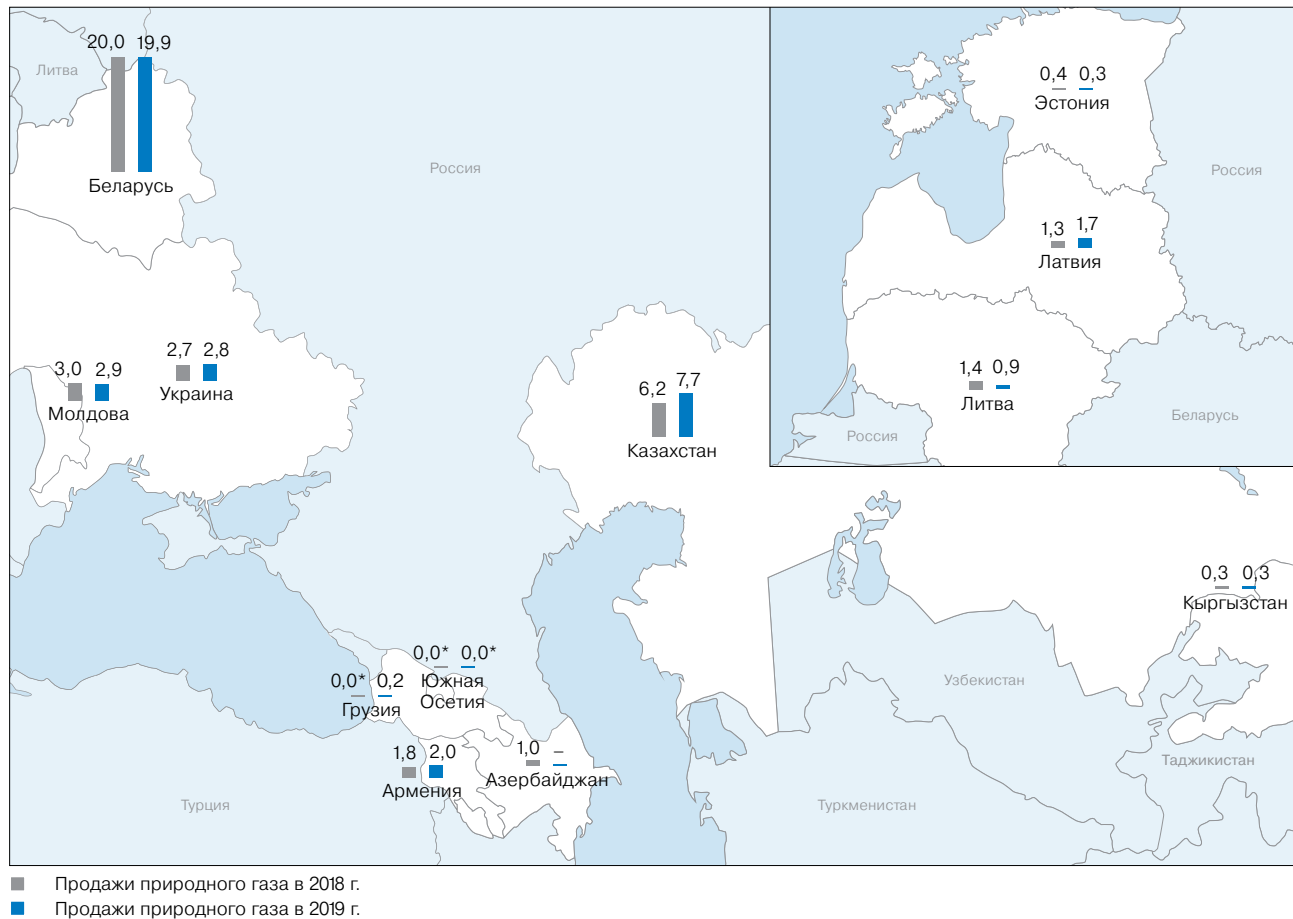 20,0 19,9
Литва
Беларусь
Россия
3,0 2,9
Молдова
2,7 2,8
Украина
6,2 7,7
Казахстан
0,4 0,3
Эстония
Россия
1,3 1,7
Латвия
1,4 0,9
Литва
Россия
Беларусь
0,3 0,3
Кыргызстан
0,0* 0,0*
Южная
Осетия
0,0* 0,2
Грузия
1,8 2,0
Армения
1,0 –
Азербайджан
Узбекистан
Таджикистан
Турция
Туркменистан
Продажи природного газа в 2018 г.
Продажи природного газа в 2019 г.